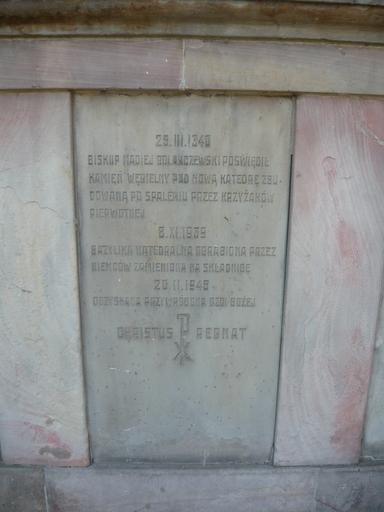 29.III.1340
BISKUP MACIEJ GOŁAŃCZEWSKI POŚWIĘCIŁ
KAMIEŃ WĘGIELNY POD NOWĄ KATEDRĘ ZBU-
DOWANĄ PO SPALENIU PRZEZ KRZYŻAKÓW
PIERWOTNEJ
8.XI.1939
BAZYLIKA KATEDRALNA OGRABIONA PRZEZ
NIEMCÓW ZAMIENIONA NA SKŁADNICĘ
20.II.1945
ODZYSKANA PRZYWRÓCONA CZCI BOŻEJ
CHRISTUS REGNAT